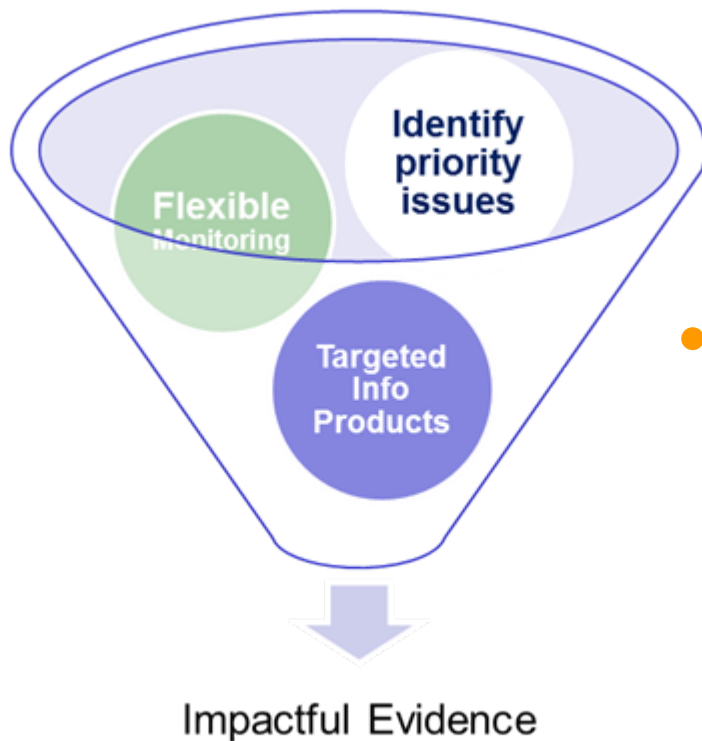 Identify
priority
issues
Flexible
Monitoring
Targeted
Info
Products
Impactful Evidence